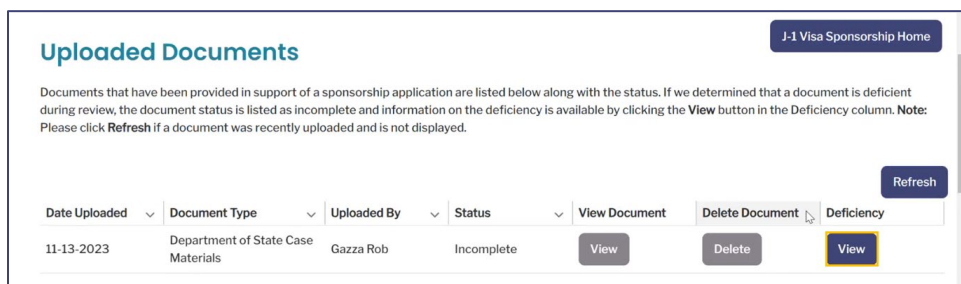 J-1 Visa Sponsorship Home
Uploaded Documents
Documents that have been provided in support of a sponsorship application are listed below along with the status. If we determined that a document is deficient
during review, the document status is listed as incomplete and information on the deficiency is available by clicking the View button in the Deficiency column. Note:
Please click Refresh if a document was recently uploaded and is not displayed.
Refresh
Date Uploaded Document Type Uploaded By Status View Document Delete Document Deficiency
11-13-2023 Department of State Case Materials Gazza Rob Incomplete View Delete View